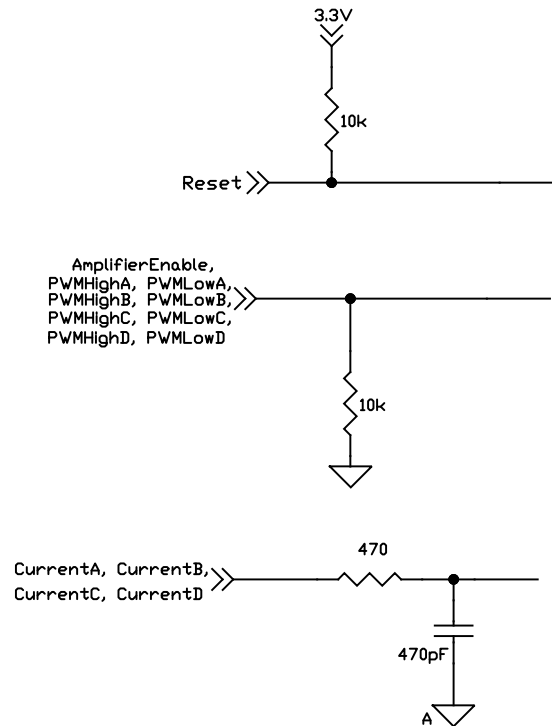 3.3V
10k
Reset
AmplifierEnable,
PWMHighA, PWMLowA,
PWMHighB, PWMLowB,
PWMHighC, PWMLowC,
PWMHighD, PWMLowD
10k
470
CurrentA, CurrentB,
CurrentC, CurrentD
470pF
A